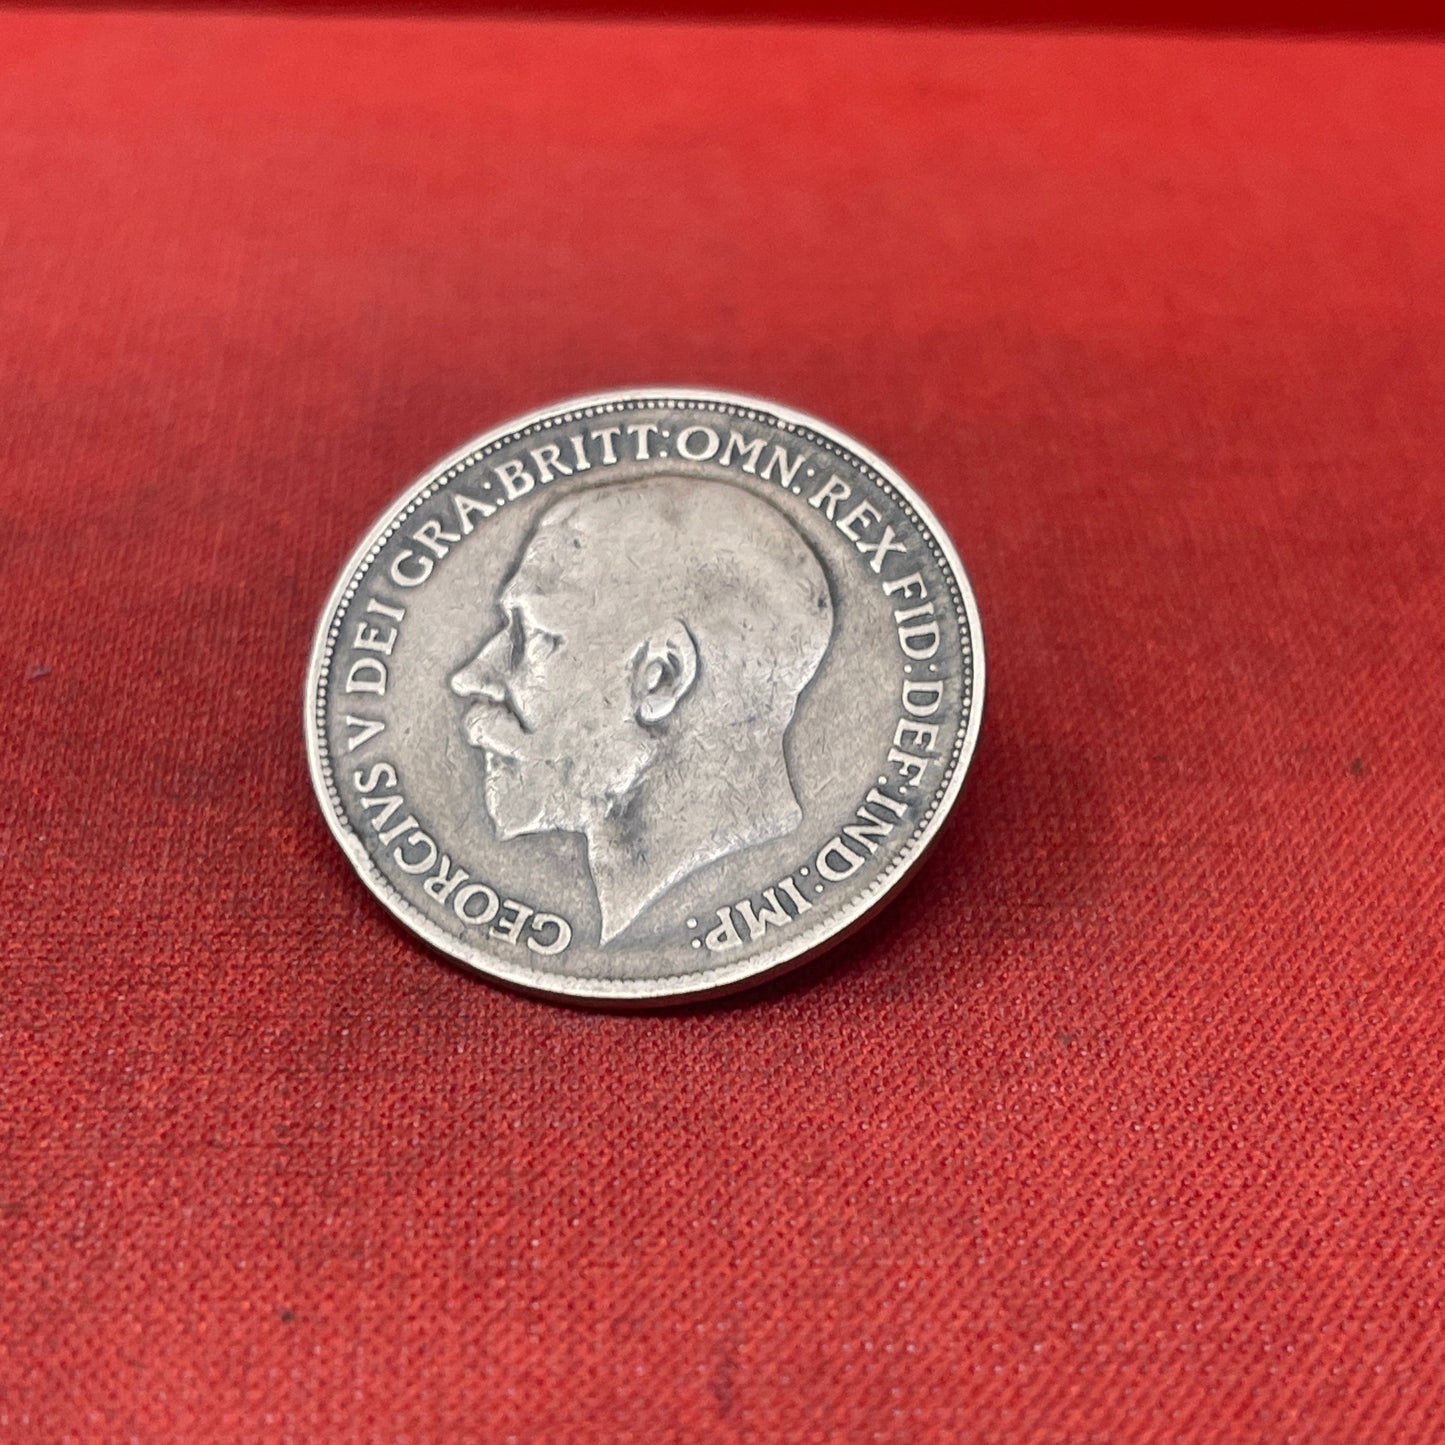 GEORGIVS V DEI GRA: BRITT: OMN: REX FID: DEF: IND: IMP: